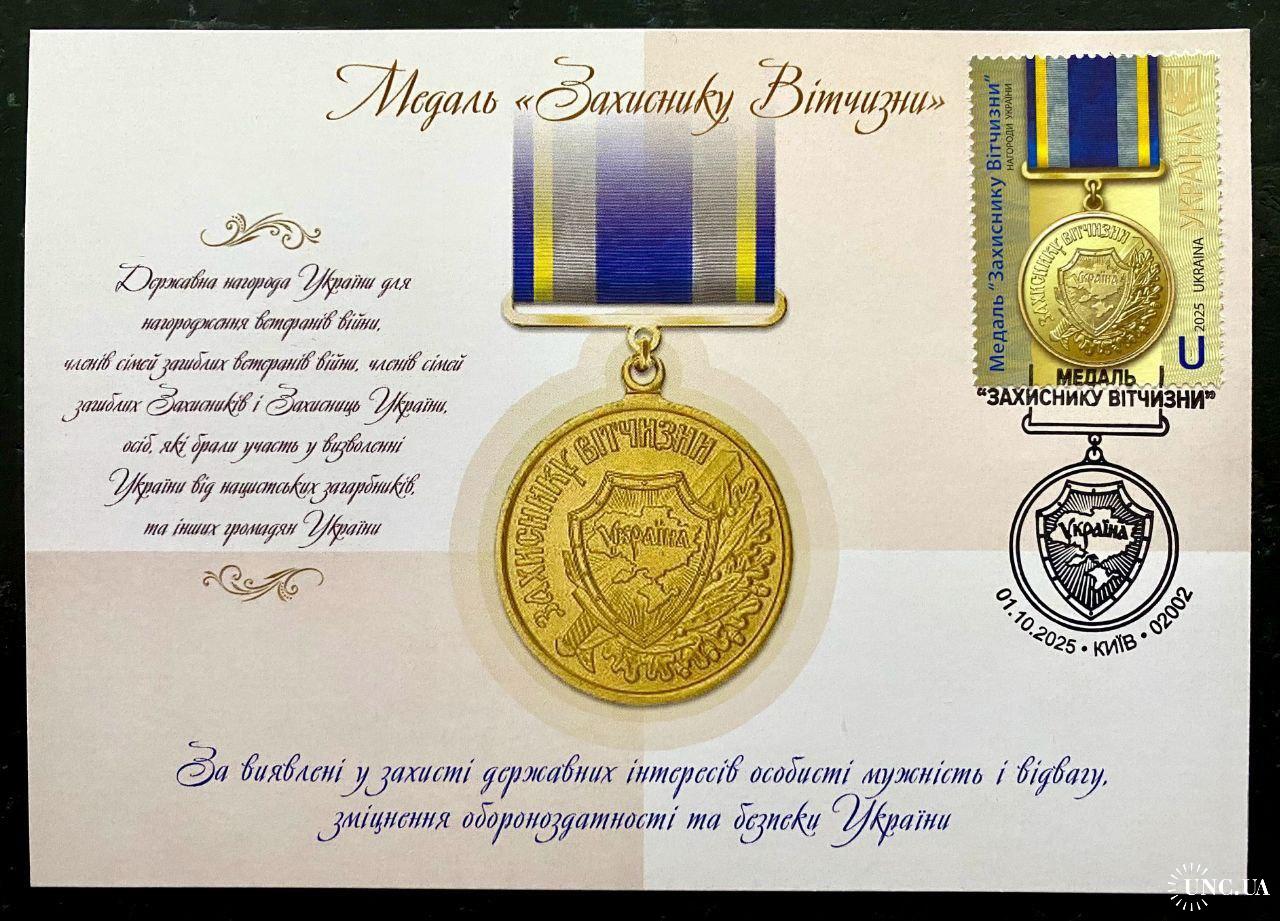 Медаль «Захиснику Вітчизни»
Державна нагорода України для
нагородження ветеранів війни,
членів сімей загиблих ветеранів війни, членів сімей
загиблих Захисників і Захисниць України,
осіб, які брали участь у визволенні
України від нацистських загарбників,
та інших громадян України
ЗАХИСНИКУ ВІТЧИЗНИ
Україна
За виявлені у захисті державних інтересів особисті мужність і відвагу,
зміцнення обороноздатності та безпеки України
Медаль "Захиснику Вітчизни"
НАГОРОДИ УКРАЇНИ
ЗАХИСНИКУ ВІТЧИЗНИ
Україна
УКРАЇНА
2025 UKRAINA
U
МЕДАЛЬ
"ЗАХИСНИКУ ВІТЧИЗНИ"
Україна
01.10.2025 • КИЇВ • 02002
UNC.UA